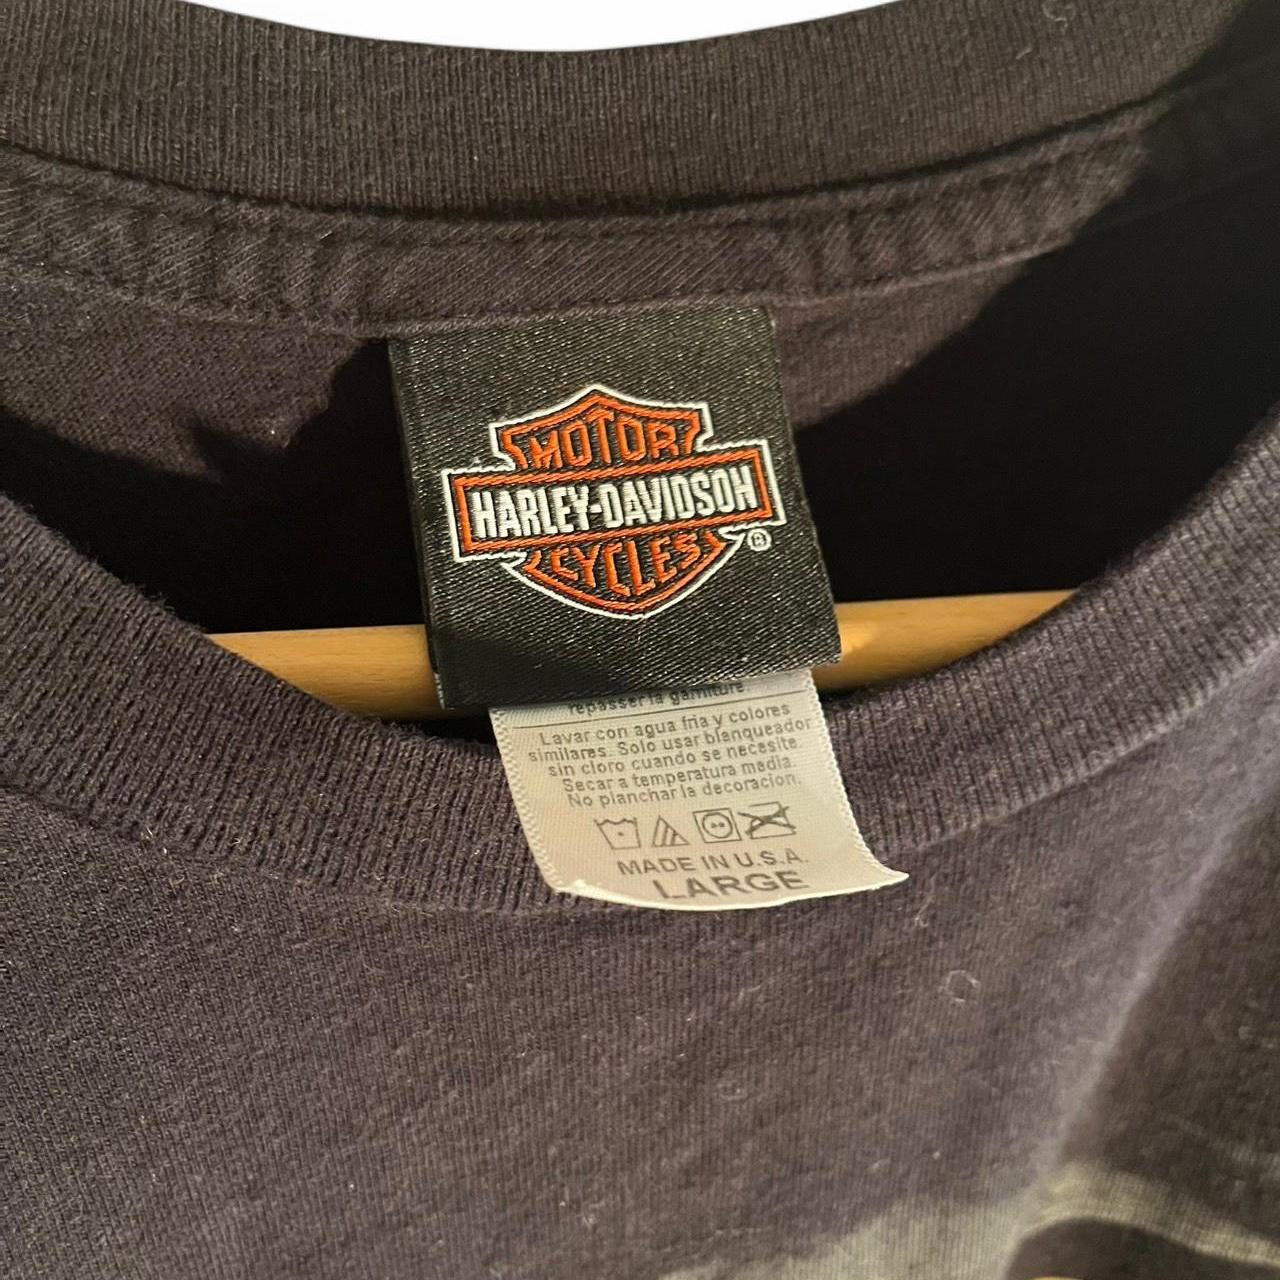 MOTOR
HARLEY-DAVIDSON
CYCLES
®
repasser la garniture.
Lavar con agua fria y colores
similares. Solo usar blanqueador
sin cloro cuando se necesite.
Secar a temperatura media.
No planchar la decoracion.
MADE IN U.S.A.
LARGE